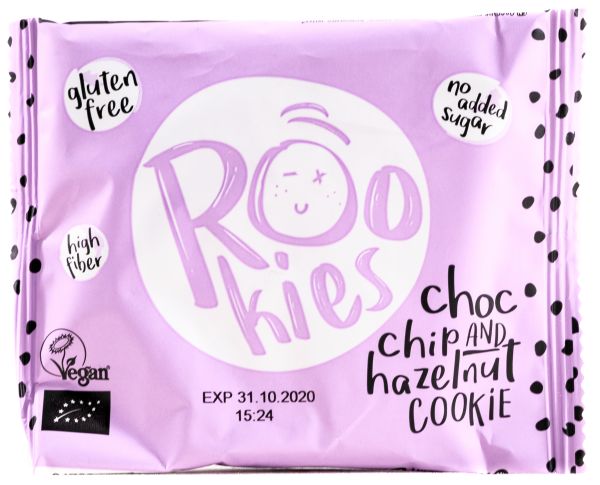 gluten
free
no
added
sugar
Roo
kies
high
fiber
choc
chip AND
hazelnut
COOKIE
Vegan
EXP 31.10.2020
15:24